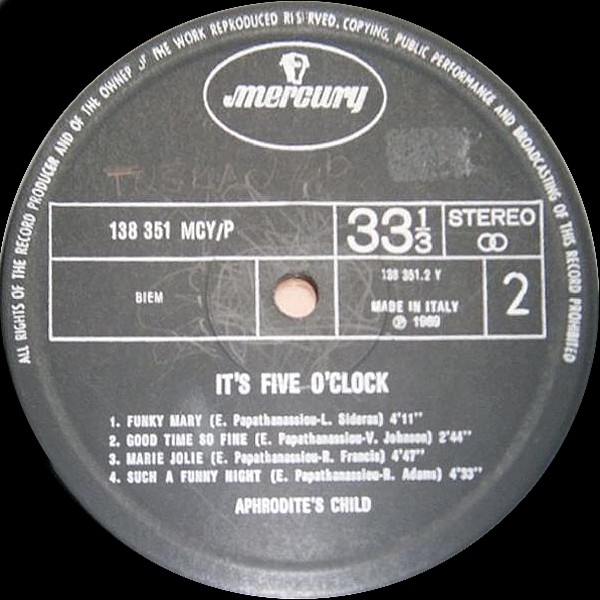 ALL RIGHTS OF THE RECORD PRODUCER AND OF THE OWNER OF THE WORK REPRODUCED RESERVED. COPYING, PUBLIC PERFORMANCE AND BROADCASTING OF THIS RECORD PROHIBITED
mercury
138 351 MCY/P
33 1/3
STEREO
BIEM
138 351.2 Y
MADE IN ITALY
℗ 1969
2
IT'S FIVE O'CLOCK
1. FUNKY MARY (E. Papathanassiou-L. Sideras) 4'11''
2. GOOD TIME SO FINE (E. Papathanassiou-V. Johnson) 2'44''
3. MARIE JOLIE (E. Papathanassiou-R. Francis) 4'47''
4. SUCH A FUNNY NIGHT (E. Papathanassiou-R. Adams) 4'33''
APHRODITE'S CHILD